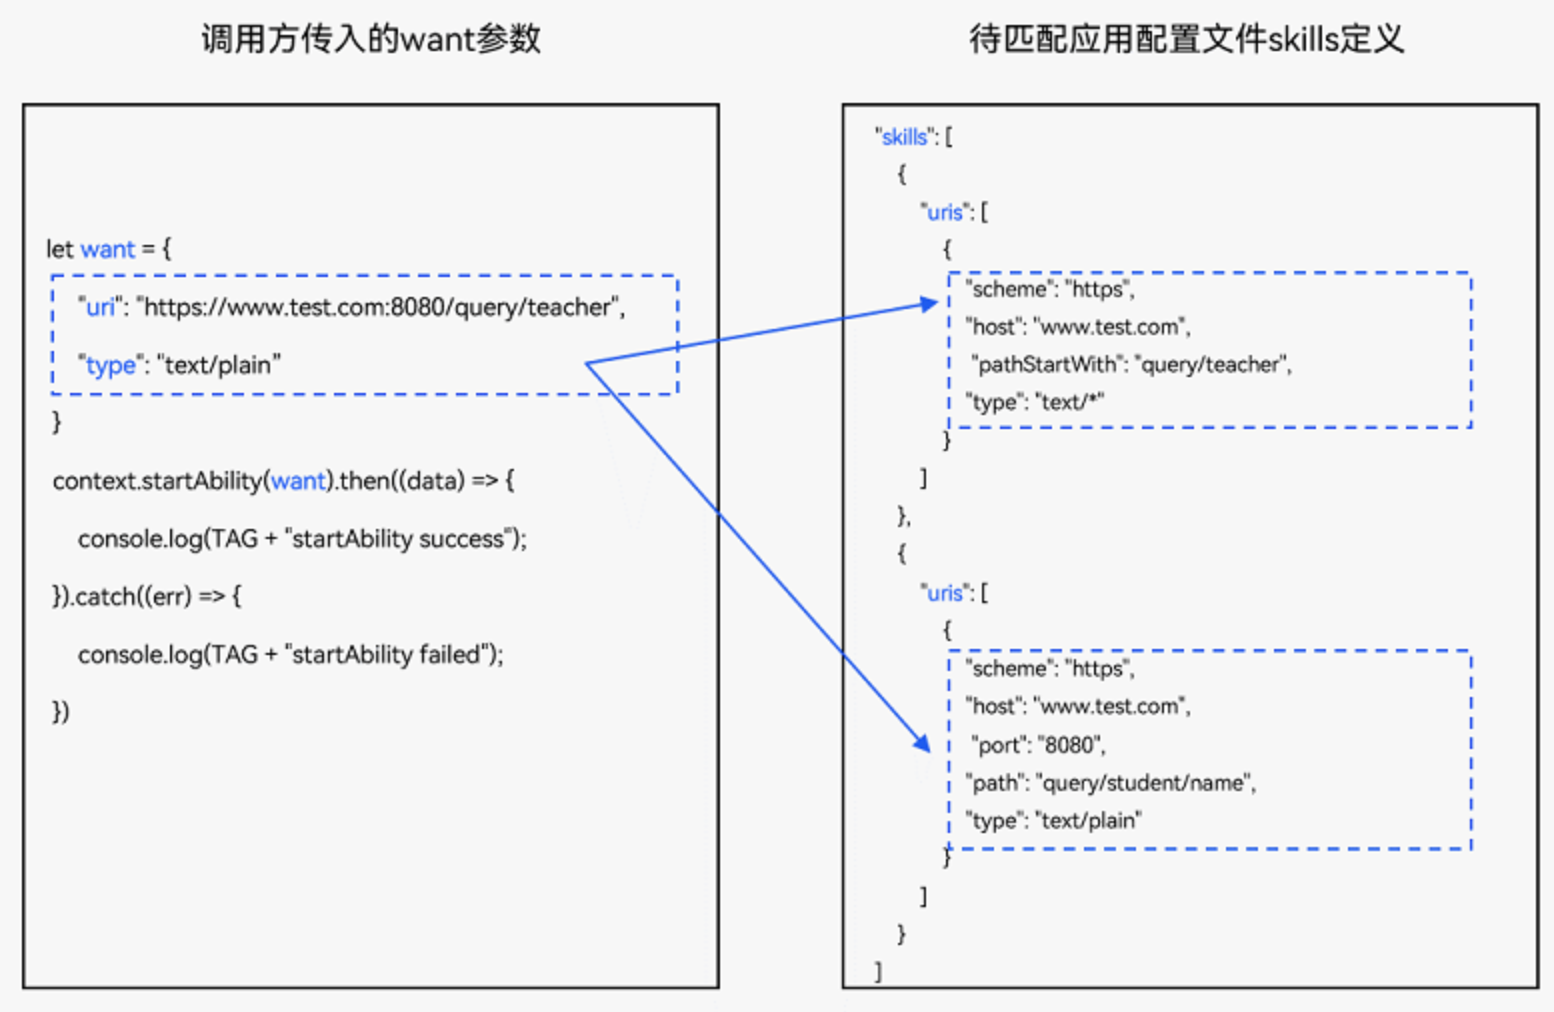 调用方传入的want参数
待匹配应用配置文件skills定义
let want = {
"uri": "https://www.test.com:8080/query/teacher",
"type": "text/plain"
}
context.startAbility(want).then((data) => {
console.log(TAG + "startAbility success");
}).catch((err) => {
console.log(TAG + "startAbility failed");
})
"skills": [
{
"uris": [
{
"scheme": "https",
"host": "www.test.com",
"pathStartWith": "query/teacher",
"type": "text/*"
}
]
},
{
"uris": [
{
"scheme": "https",
"host": "www.test.com",
"port": "8080",
"path": "query/student/name",
"type": "text/plain"
}
]
}
]